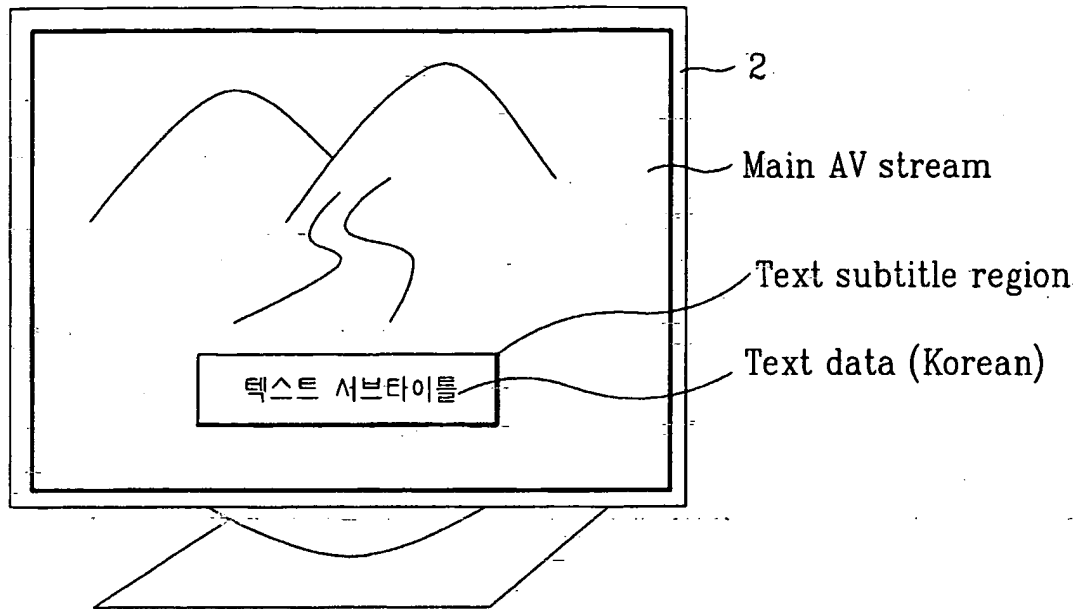 2
Main AV stream
Text subtitle region
Text data (Korean)
텍스트 서브타이틀